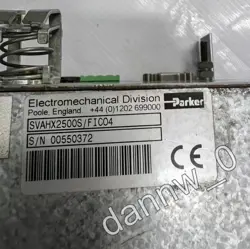 Electromechanical Division
Poole, England +44 (0)1202 699000
Parker
SVAHX2500S/FIC04
S/N 00550372
CE
dannw_0